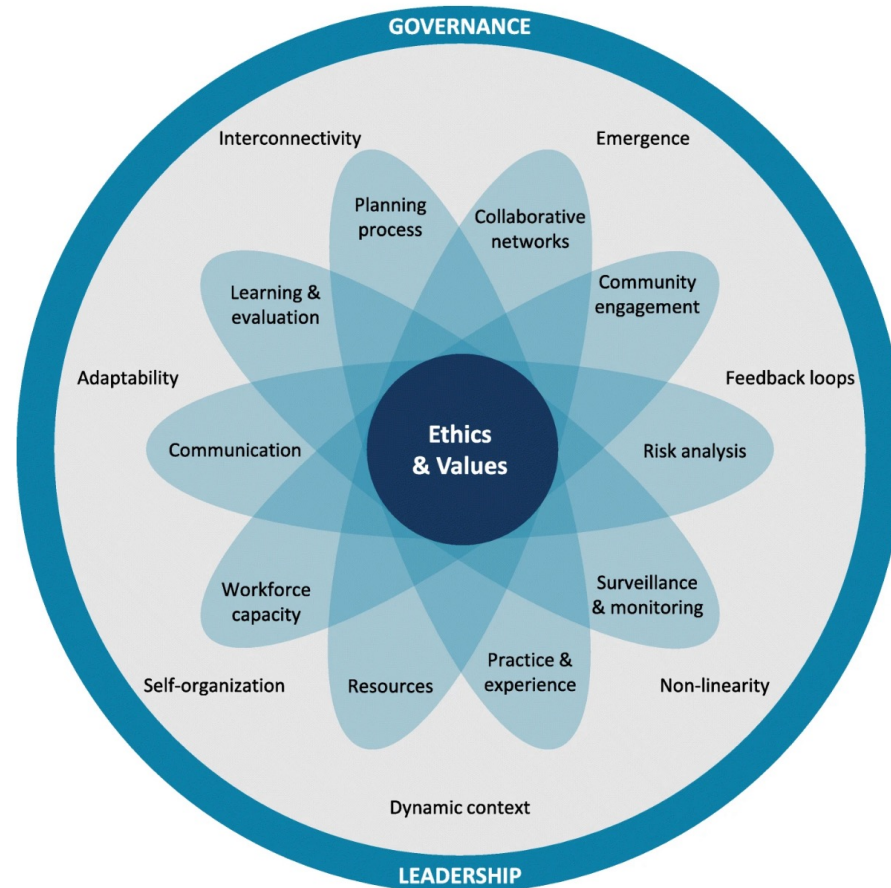 GOVERNANCE
Interconnectivity
Emergence
Planning
process
Collaborative
networks
Learning &
evaluation
Community
engagement
Adaptability
Feedback loops
Communication
Ethics
& Values
Risk analysis
Workforce
capacity
Surveillance
& monitoring
Self-organization
Resources
Practice &
experience
Non-linearity
Dynamic context
LEADERSHIP